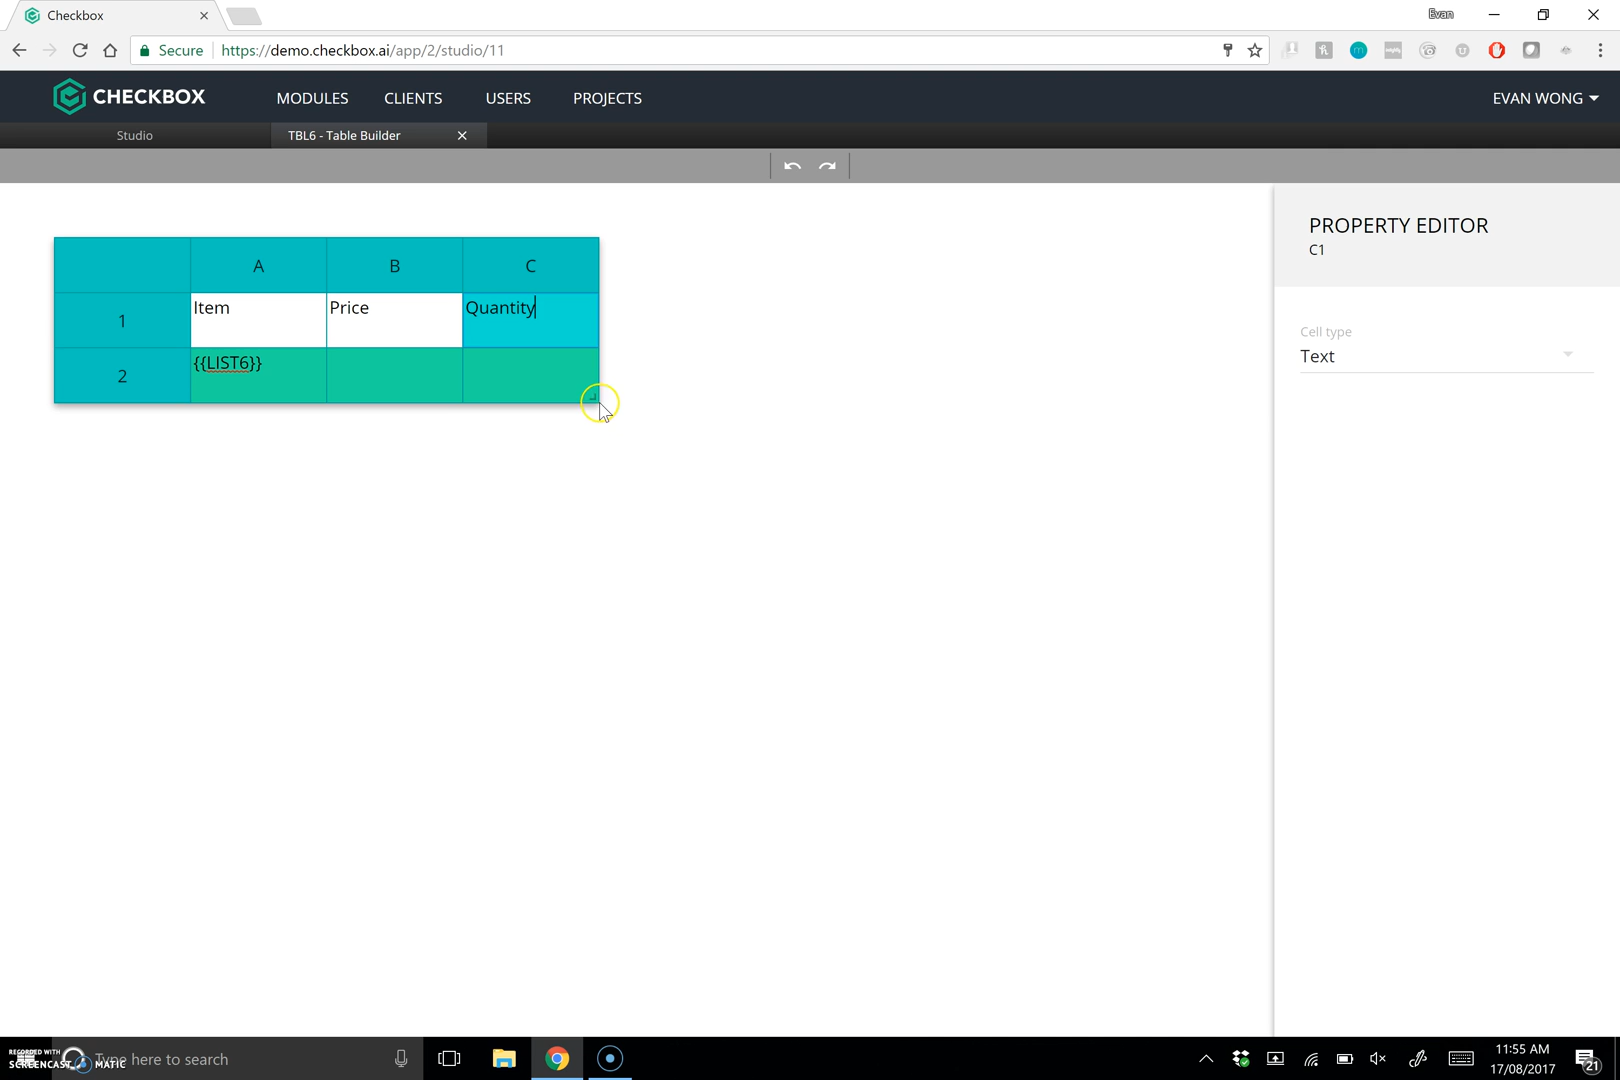 Checkbox
Evan
Secure https://demo.checkbox.ai/app/2/studio/11
CHECKBOX MODULES CLIENTS USERS PROJECTS EVAN WONG
Studio TBL6 - Table Builder
PROPERTY EDITOR
C1
A B C
1 Item Price Quantity
2 {{LIST6}}
Cell type
Text
RECORDED WITH
SCREENCAST MATIC
Type here to search
11:55 AM
17/08/2017
21